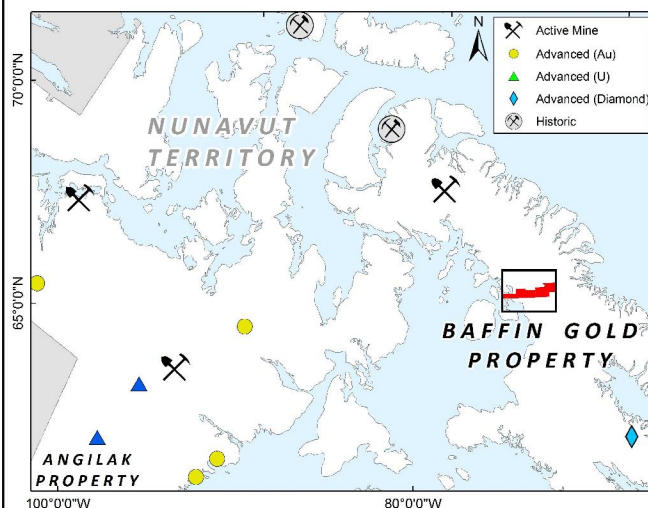 N
Active Mine
Advanced (Au)
Advanced (U)
Advanced (Diamond)
Historic
70°0'0"N
65°0'0"N
NUNAVUT
TERRITORY
BAFFIN GOLD
PROPERTY
ANGILAK
PROPERTY
100°0'0"W
80°0'0"W